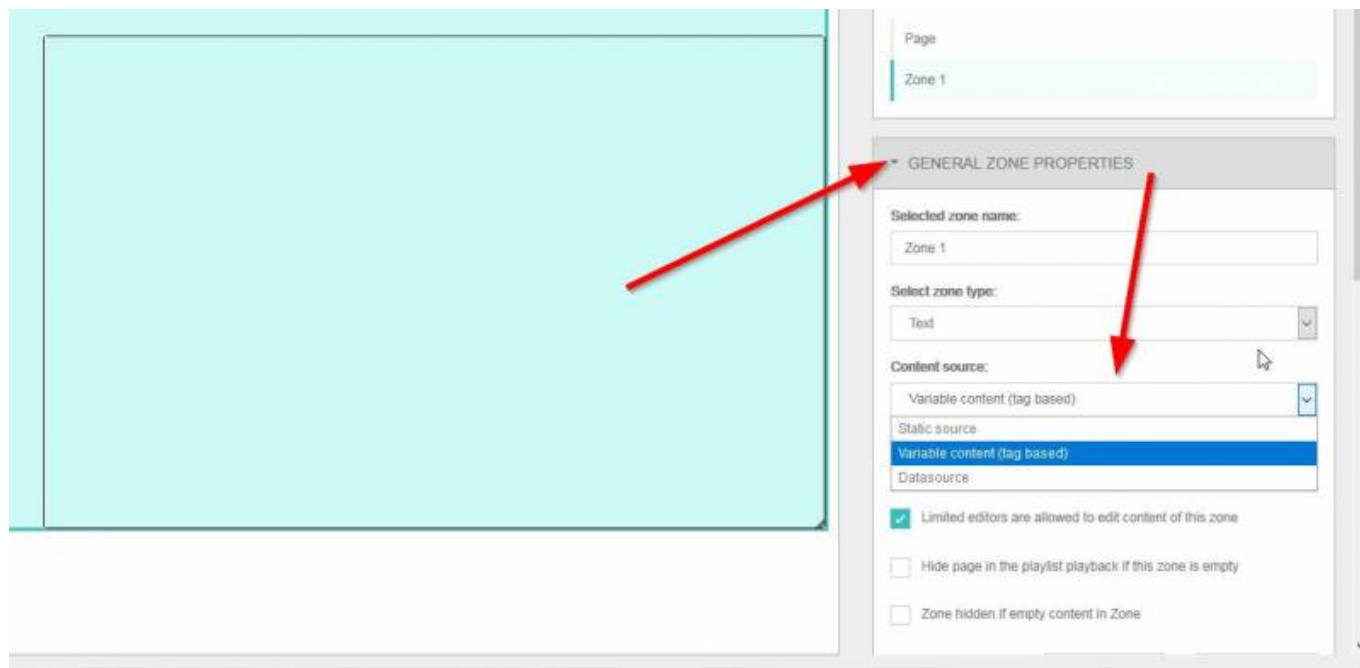 Page
Zone 1
GENERAL ZONE PROPERTIES
Selected zone name:
Zone 1
Select zone type:
Text
Content source:
Variable content (tag based)
Static source
Variable content (tag based)
Datasource
Limited editors are allowed to edit content of this zone
Hide page in the playlist playback if this zone is empty
Zone hidden if empty content in Zone